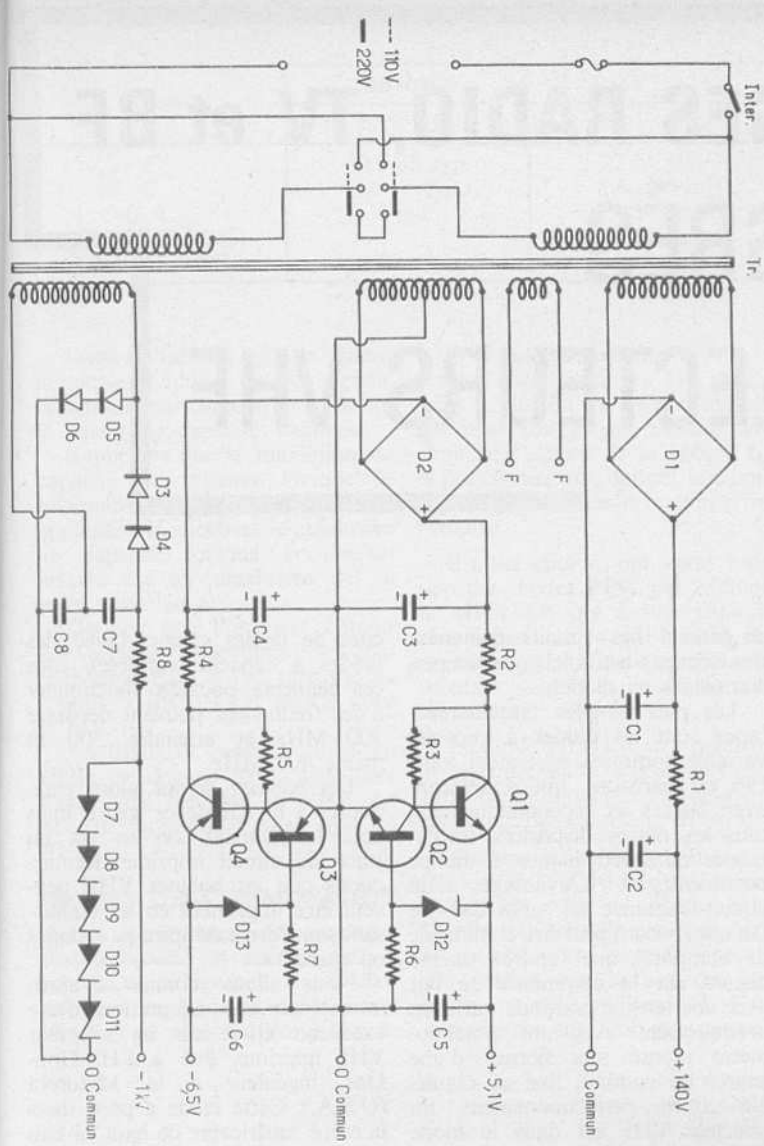 Inter.
Tr.
D1
+
-
R1
+140V
C1
+
-
C2
+
-
0 Commun
F
F
Q1
D2
+
-
R2
R3
Q2
D12
R6
C3
+
-
C5
+
-
+5,1V
110V
220V
0 Commun
C4
+
-
R4
R5
Q3
Q4
D13
R7
C6
+
-
-6,5V
D3
D4
D5
D6
C7
C8
R8
-1kV
D7
D8
D9
D10
D11
0 Commun